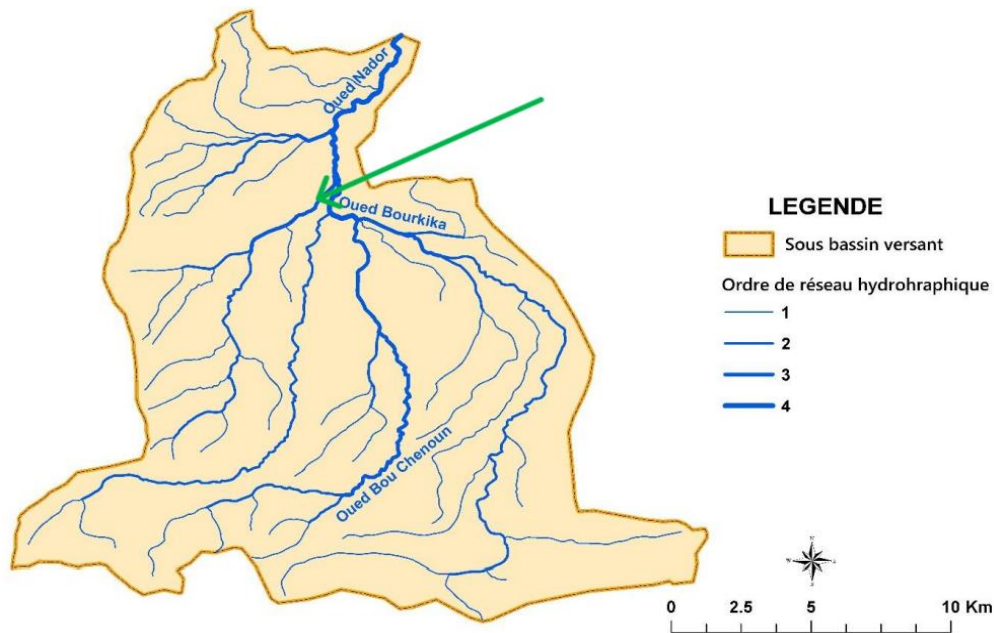 Oued Nador
Oued Bourkika
Oued Bou Chenoun
LEGENDE
Sous bassin versant
Ordre de réseau hydrohraphique
1
2
3
4
N
W
E
S
0 2.5 5 10 Km